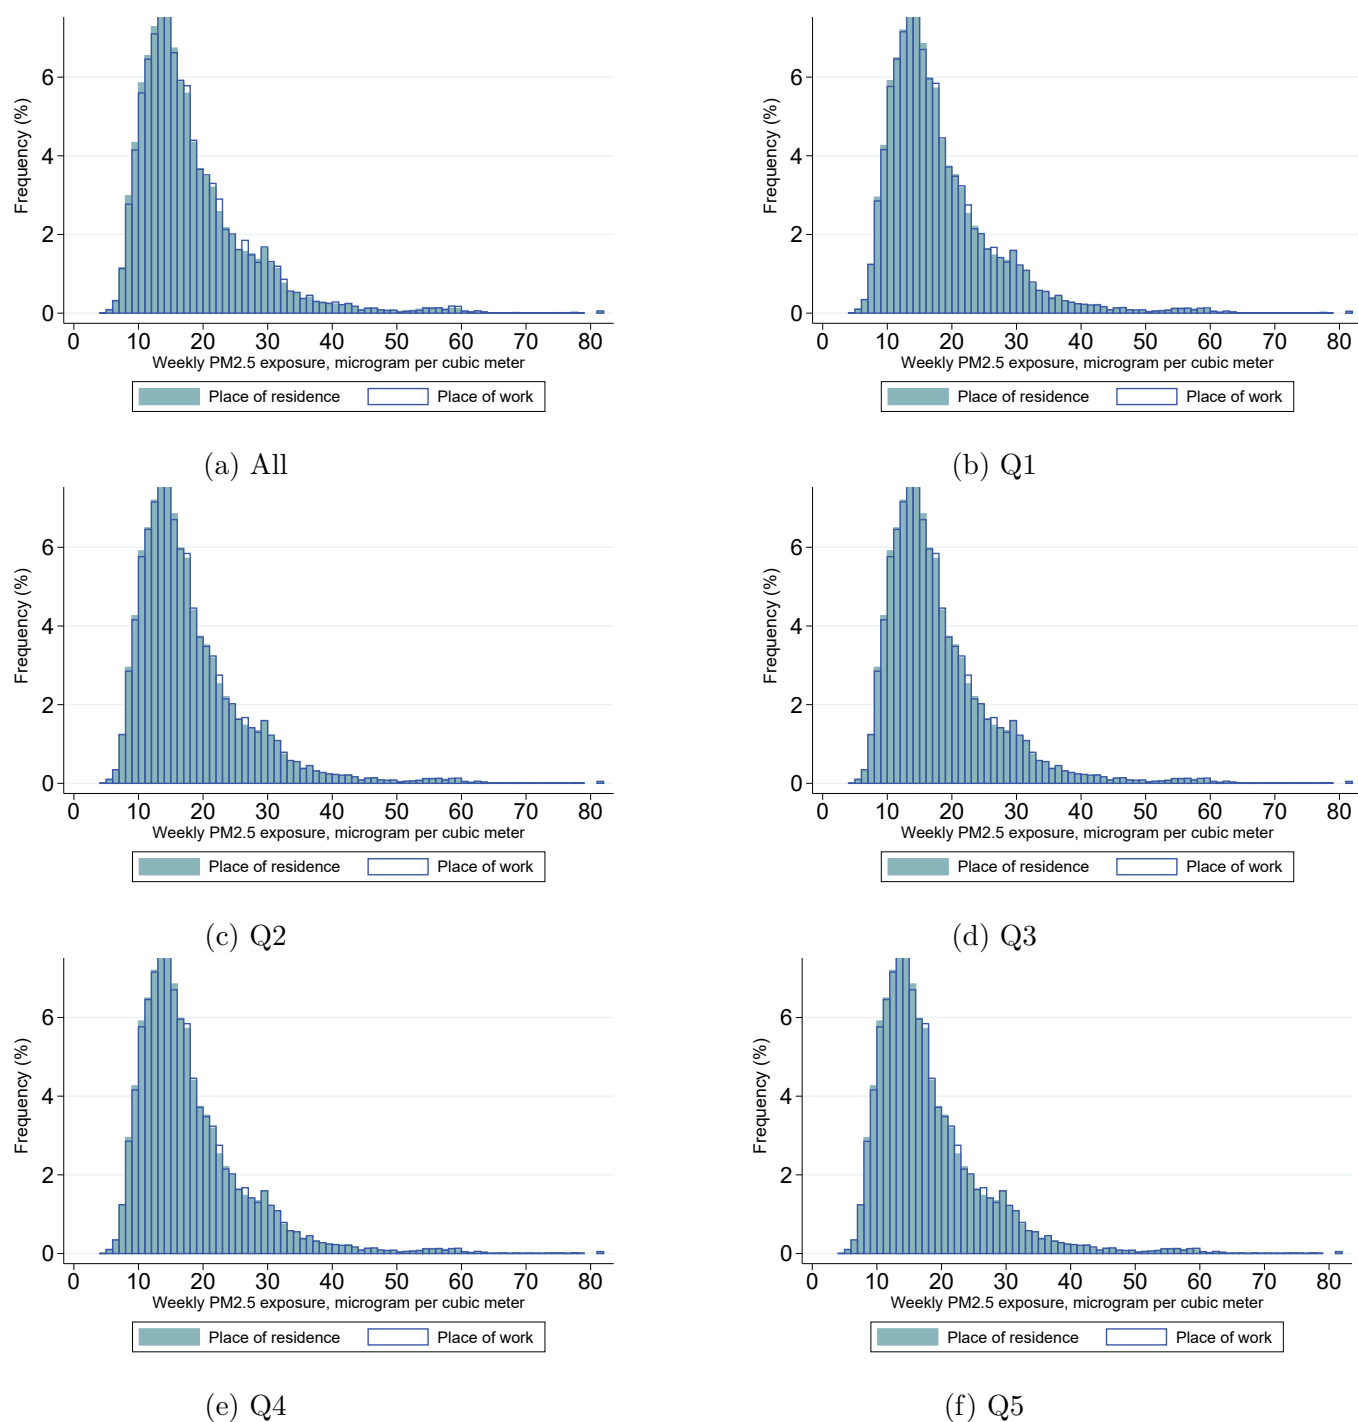 Frequency (%)
6
4
2
0
0 10 20 30 40 50 60 70 80
Weekly PM2.5 exposure, microgram per cubic meter
Place of residence Place of work
(a) All
Frequency (%)
6
4
2
0
0 10 20 30 40 50 60 70 80
Weekly PM2.5 exposure, microgram per cubic meter
Place of residence Place of work
(b) Q1
Frequency (%)
6
4
2
0
0 10 20 30 40 50 60 70 80
Weekly PM2.5 exposure, microgram per cubic meter
Place of residence Place of work
(c) Q2
Frequency (%)
6
4
2
0
0 10 20 30 40 50 60 70 80
Weekly PM2.5 exposure, microgram per cubic meter
Place of residence Place of work
(d) Q3
Frequency (%)
6
4
2
0
0 10 20 30 40 50 60 70 80
Weekly PM2.5 exposure, microgram per cubic meter
Place of residence Place of work
(e) Q4
Frequency (%)
6
4
2
0
0 10 20 30 40 50 60 70 80
Weekly PM2.5 exposure, microgram per cubic meter
Place of residence Place of work
(f) Q5